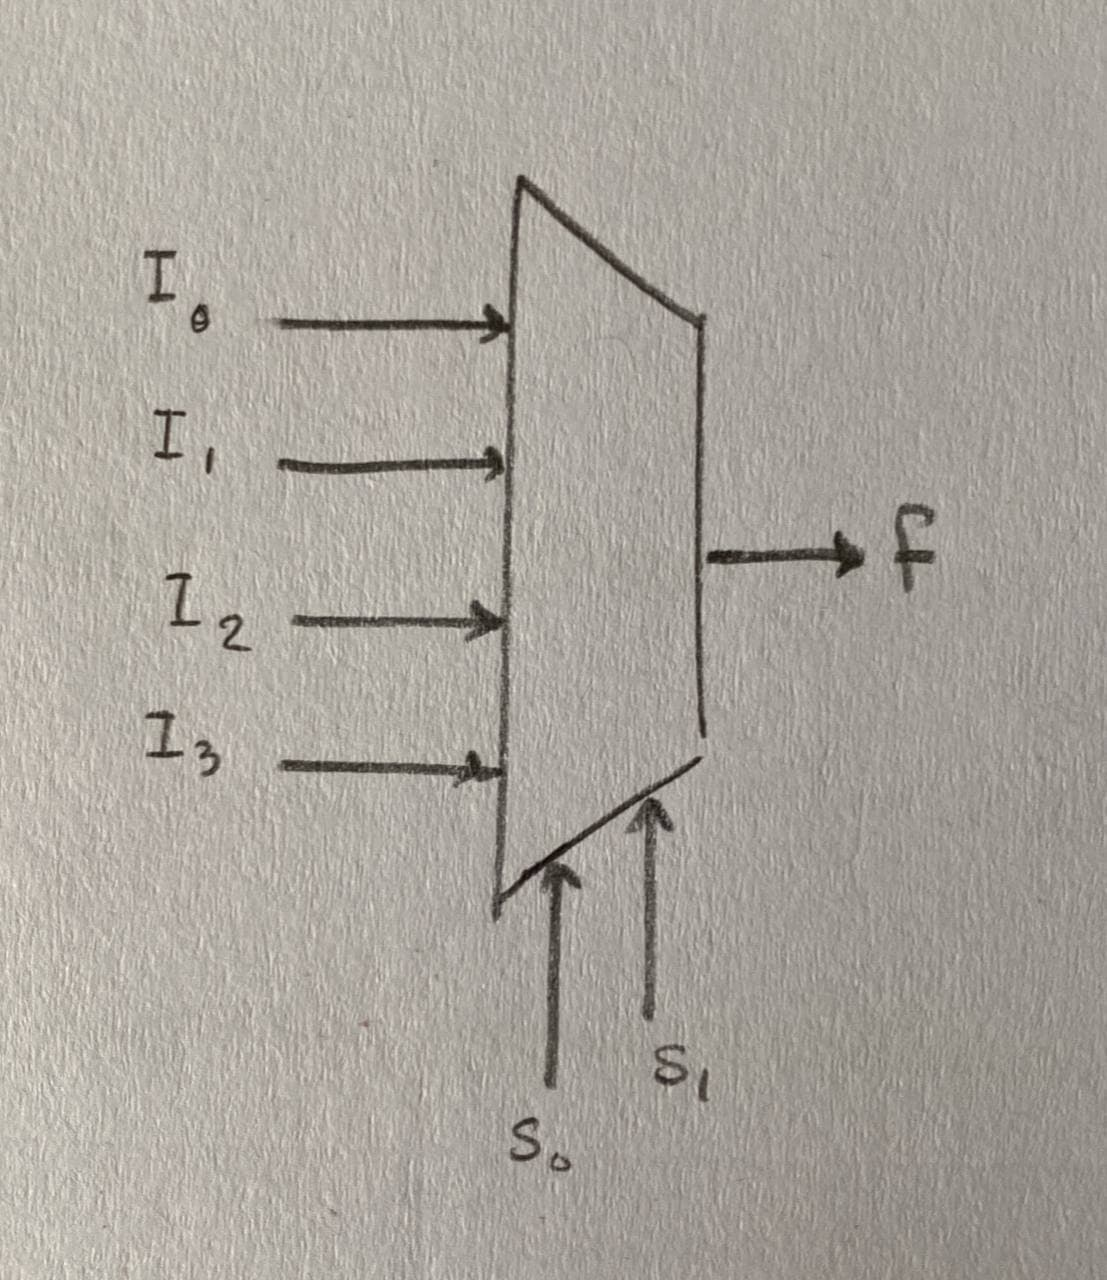 I₀
I₁
I₂
f
I₃
S₁
S₀